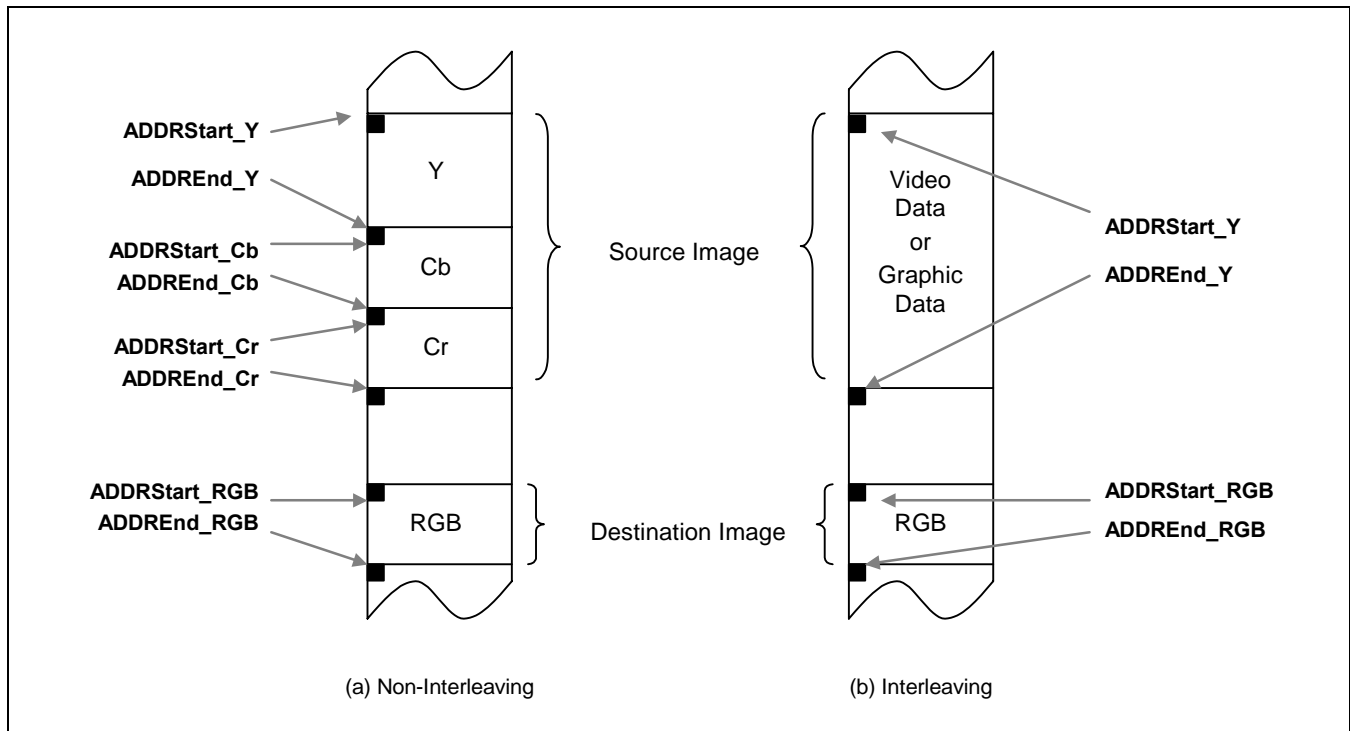 ADDRStart_Y
ADDREnd_Y
ADDRStart_Cb
ADDREnd_Cb
ADDRStart_Cr
ADDREnd_Cr
ADDRStart_RGB
ADDREnd_RGB
Y
Cb
Cr
RGB
Source Image
Destination Image
Video
Data
or
Graphic
Data
RGB
ADDRStart_Y
ADDREnd_Y
ADDRStart_RGB
ADDREnd_RGB
(a) Non-Interleaving
(b) Interleaving